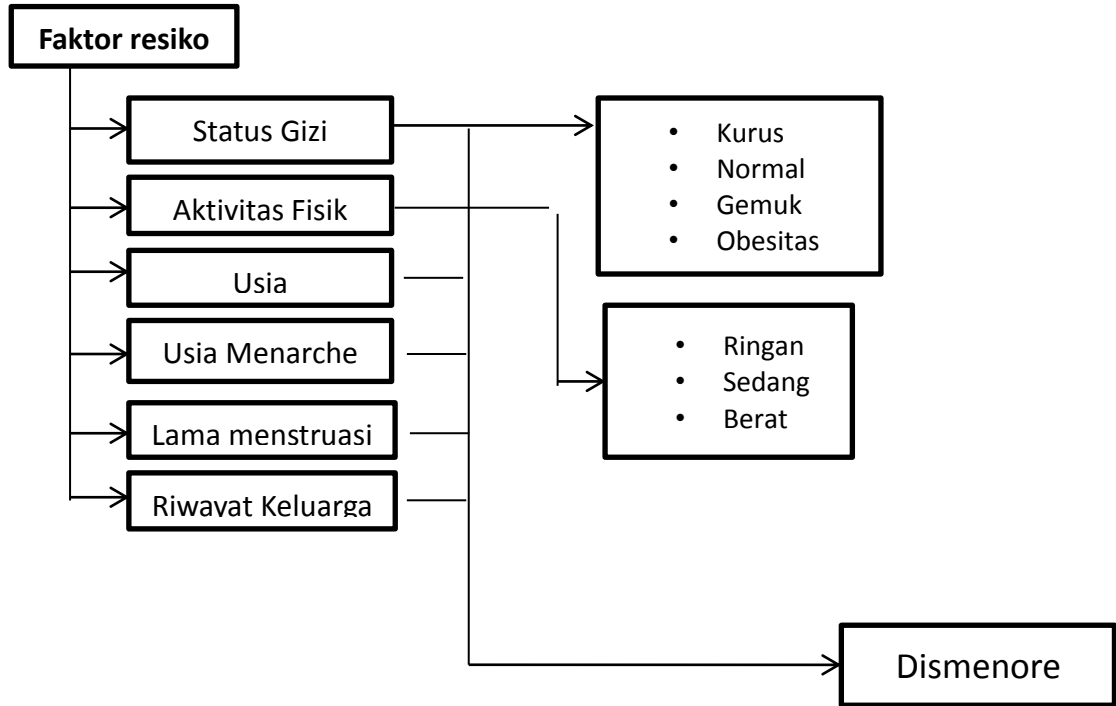 Faktor resiko
Status Gizi
Aktivitas Fisik
Usia
Usia Menarche
Lama menstruasi
Riwayat Keluarga
• Kurus
• Normal
• Gemuk
• Obesitas
• Ringan
• Sedang
• Berat
Dismenore